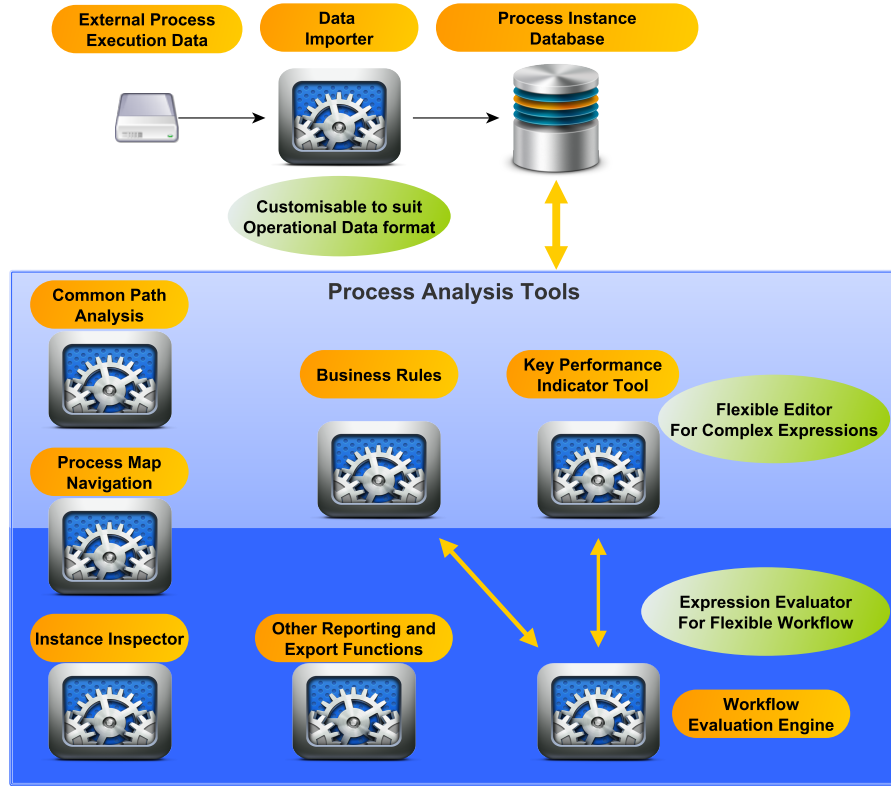 External Process
Execution Data
Data
Importer
Process Instance
Database
Customisable to suit
Operational Data format
Process Analysis Tools
Common Path
Analysis
Business Rules
Key Performance
Indicator Tool
Flexible Editor
For Complex Expressions
Process Map
Navigation
Expression Evaluator
For Flexible Workflow
Instance Inspector
Other Reporting and
Export Functions
Workflow
Evaluation Engine